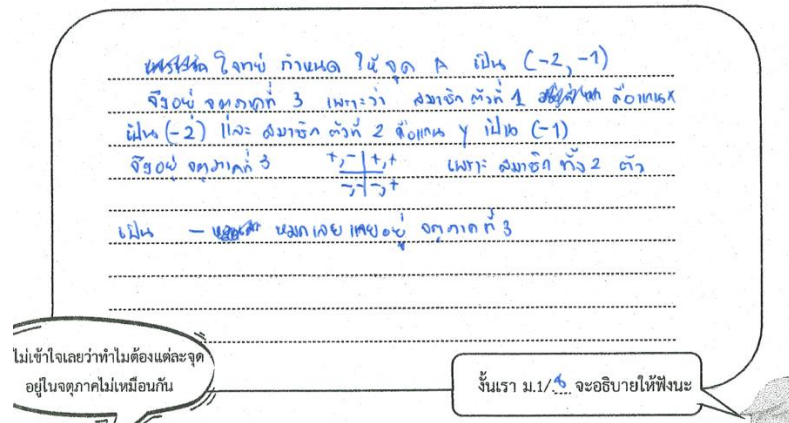 โจทย์ กำหนด ให้ จุด A เป็น (-2, -1)
จึงอยู่ จตุภาคที่ 3 เพราะว่า สมาชิก ตัวที่ 1 คือแกน x
เป็น (-2) และ สมาชิก ตัวที่ 2 คือแกน y เป็น (-1)
จึงอยู่ จตุภาคที่ 3 +,- +,+ เพราะ สมาชิก ทั้ง 2 ตัว
-,- -,+
เป็น - หมดเลย เลยอยู่ จตุภาคที่ 3
ไม่เข้าใจเลยว่าทำไมต้องแต่ละจุด
อยู่ในจตุภาคไม่เหมือนกัน
งั้นเรา ม.1/8 จะอธิบายให้ฟังนะ